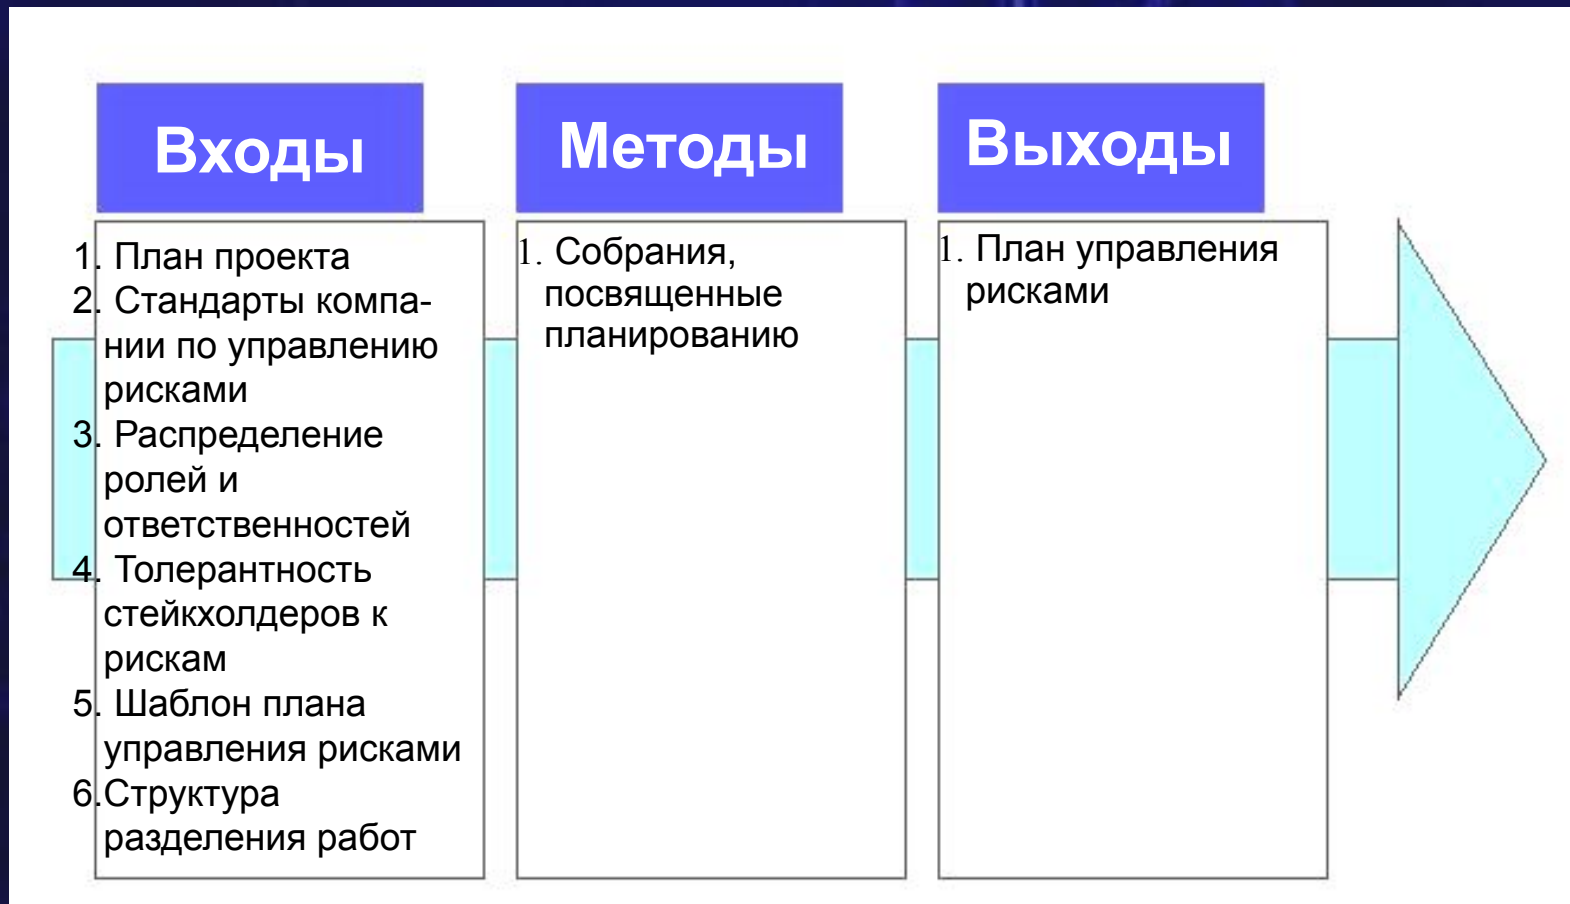 Входы
1. План проекта
2. Стандарты компа-
нии по управлению
рисками
3. Распределение
ролей и
ответственностей
4. Толерантность
стейкхолдеров к
рискам
5. Шаблон плана
управления рисками
6.Структура
разделения работ
Методы
1. Собрания,
посвященные
планированию
Выходы
1. План управления
рисками